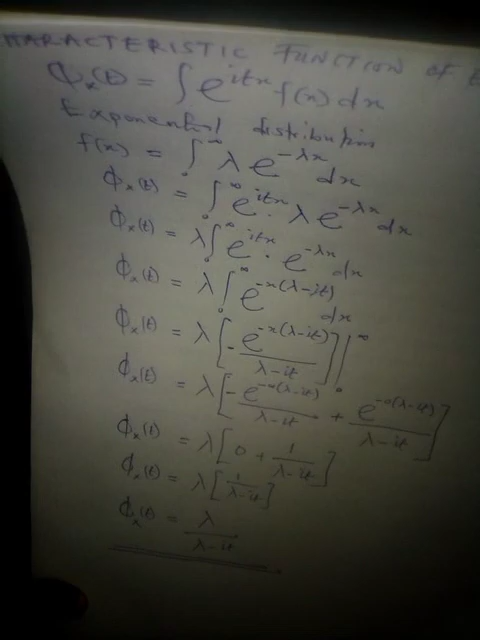 HARACTERISTIC FUNCTION OF E
Φₓ(t) = ∫ e^{itx} f(x) dx
Exponential distribution
f(x) = ∫₀^∞ λ e^{-λx} dx
ϕₓ(t) = ∫₀^∞ e^{itx} · λ e^{-λx} dx
ϕₓ(t) = λ∫₀^∞ e^{itx} · e^{-λx} dx
ϕₓ(t) = λ ∫₀^∞ e^{-x(λ-it)} dx
ϕₓ(t) = λ [ - e^{-x(λ-it)} / λ-it ] |₀^∞
ϕₓ(t) = λ [ - e^{-∞(λ-it)} / λ-it + e^{-0(λ-it)} / λ-it ]
ϕₓ(t) = λ [ 0 + 1 / λ-it ]
ϕₓ(t) = λ [ 1 / λ-it ]
ϕₓ(t) = λ / λ-it